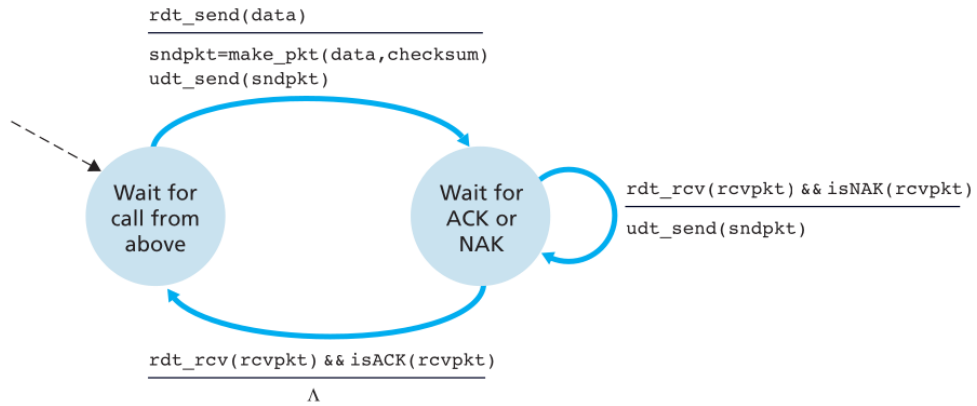 rdt_send(data)
sndpkt=make_pkt(data,checksum)
udt_send(sndpkt)
Wait for
call from
above
Wait for
ACK or
NAK
rdt_rcv(rcvpkt) && isNAK(rcvpkt)
udt_send(sndpkt)
rdt_rcv(rcvpkt) && isACK(rcvpkt)
Λ